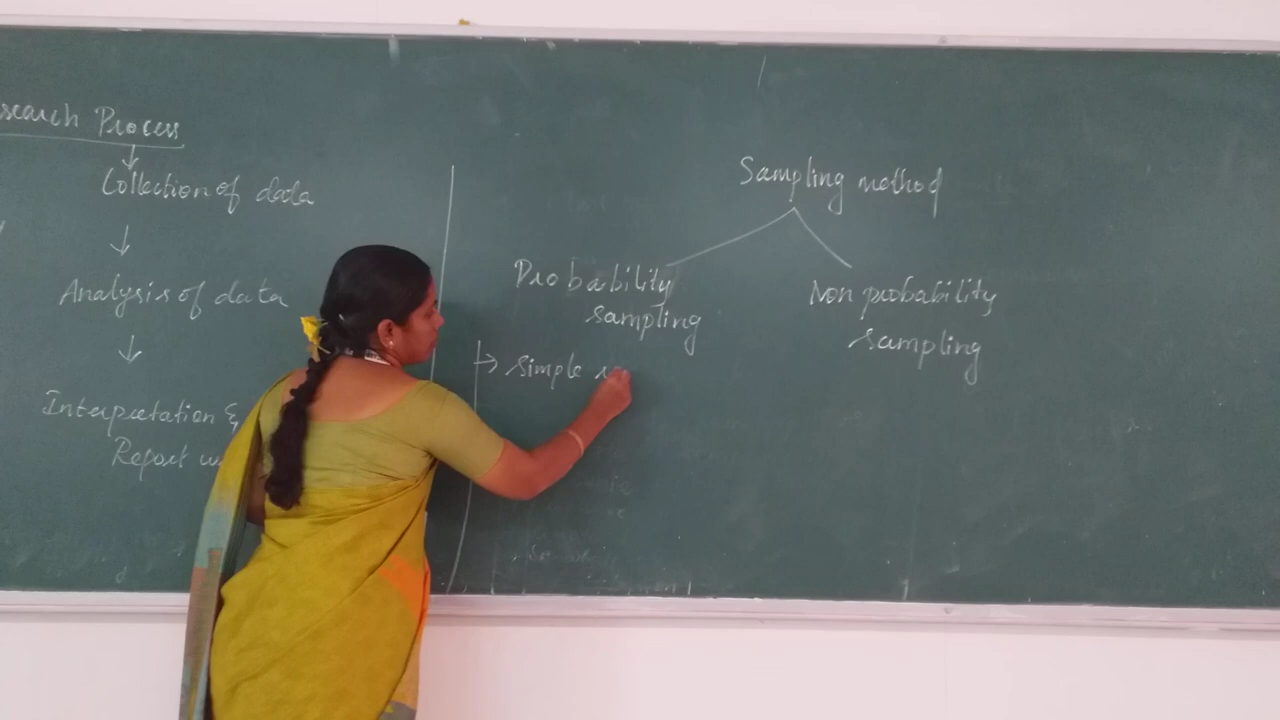 search Process
Collection of data
Analysis of data
Interpretation &
Report
Sampling method
Probability
sampling
Non probability
sampling
simple